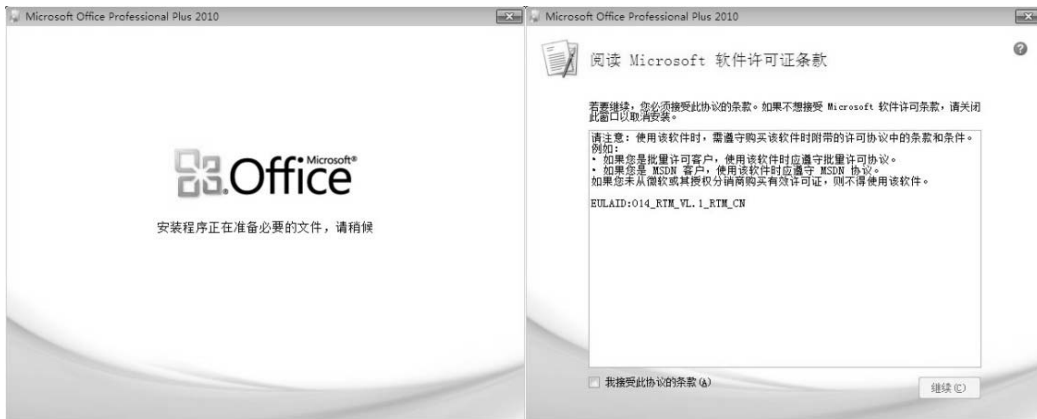 Microsoft Office Professional Plus 2010
Microsoft®
Office
安装程序正在准备必要的文件，请稍候
Microsoft Office Professional Plus 2010
阅读 Microsoft 软件许可证条款
若要继续，您必须接受此协议的条款。如果不想接受 Microsoft 软件许可条款，请关闭
此窗口以取消安装。
请注意：使用该软件时，需遵守购买该软件时附带的许可协议中的条款和条件。
例如：
• 如果您是批量许可客户，使用该软件时应遵守批量许可协议。
• 如果您是 MSDN 客户，使用该软件时应遵守 MSDN 协议。
如果您未从微软或其授权分销商购买有效许可证，则不得使用该软件。
EULAID:O14_RTM_VL.1_RTM_CN
我接受此协议的条款(A)
继续(C)